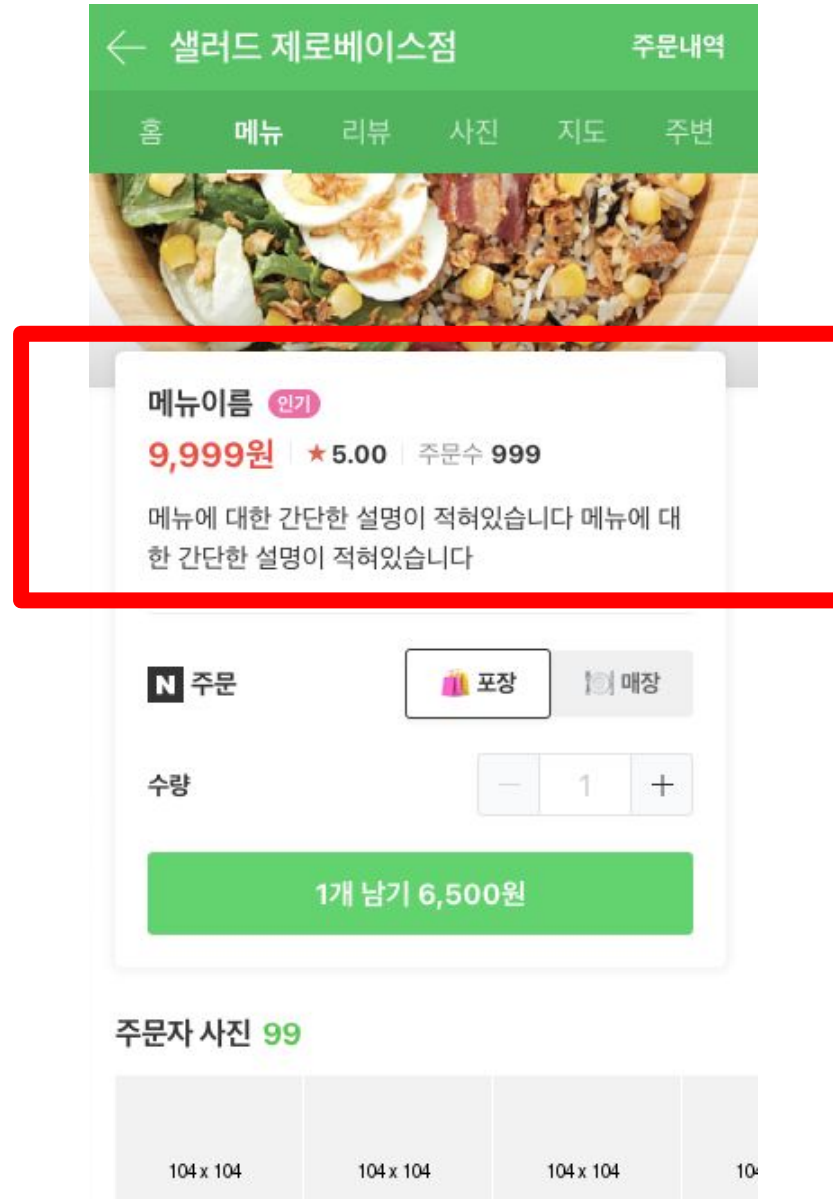 샐러드 제로베이스점 주문내역
홈 메뉴 리뷰 사진 지도 주변
메뉴이름 인기
9,999원 ★5.00 주문수 999
메뉴에 대한 간단한 설명이 적혀있습니다 메뉴에 대
한 간단한 설명이 적혀있습니다
N 주문 포장 매장
수량 1
1개 남기 6,500원
주문자 사진 99
104 x 104 104 x 104 104 x 104 10